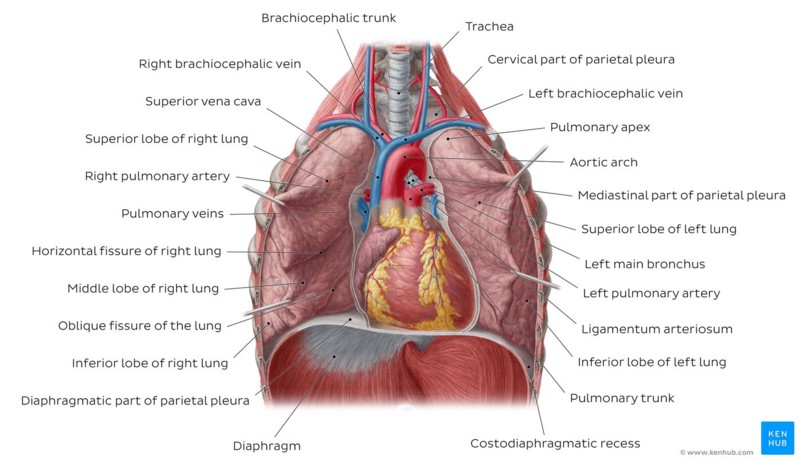 Brachiocephalic trunk
Trachea
Right brachiocephalic vein
Cervical part of parietal pleura
Superior vena cava
Left brachiocephalic vein
Superior lobe of right lung
Pulmonary apex
Right pulmonary artery
Aortic arch
Pulmonary veins
Mediastinal part of parietal pleura
Horizontal fissure of right lung
Superior lobe of left lung
Middle lobe of right lung
Left main bronchus
Oblique fissure of the lung
Left pulmonary artery
Inferior lobe of right lung
Ligamentum arteriosum
Diaphragmatic part of parietal pleura
Inferior lobe of left lung
Diaphragm
Pulmonary trunk
Costodiaphragmatic recess
KEN
HUB
© www.kenhub.com